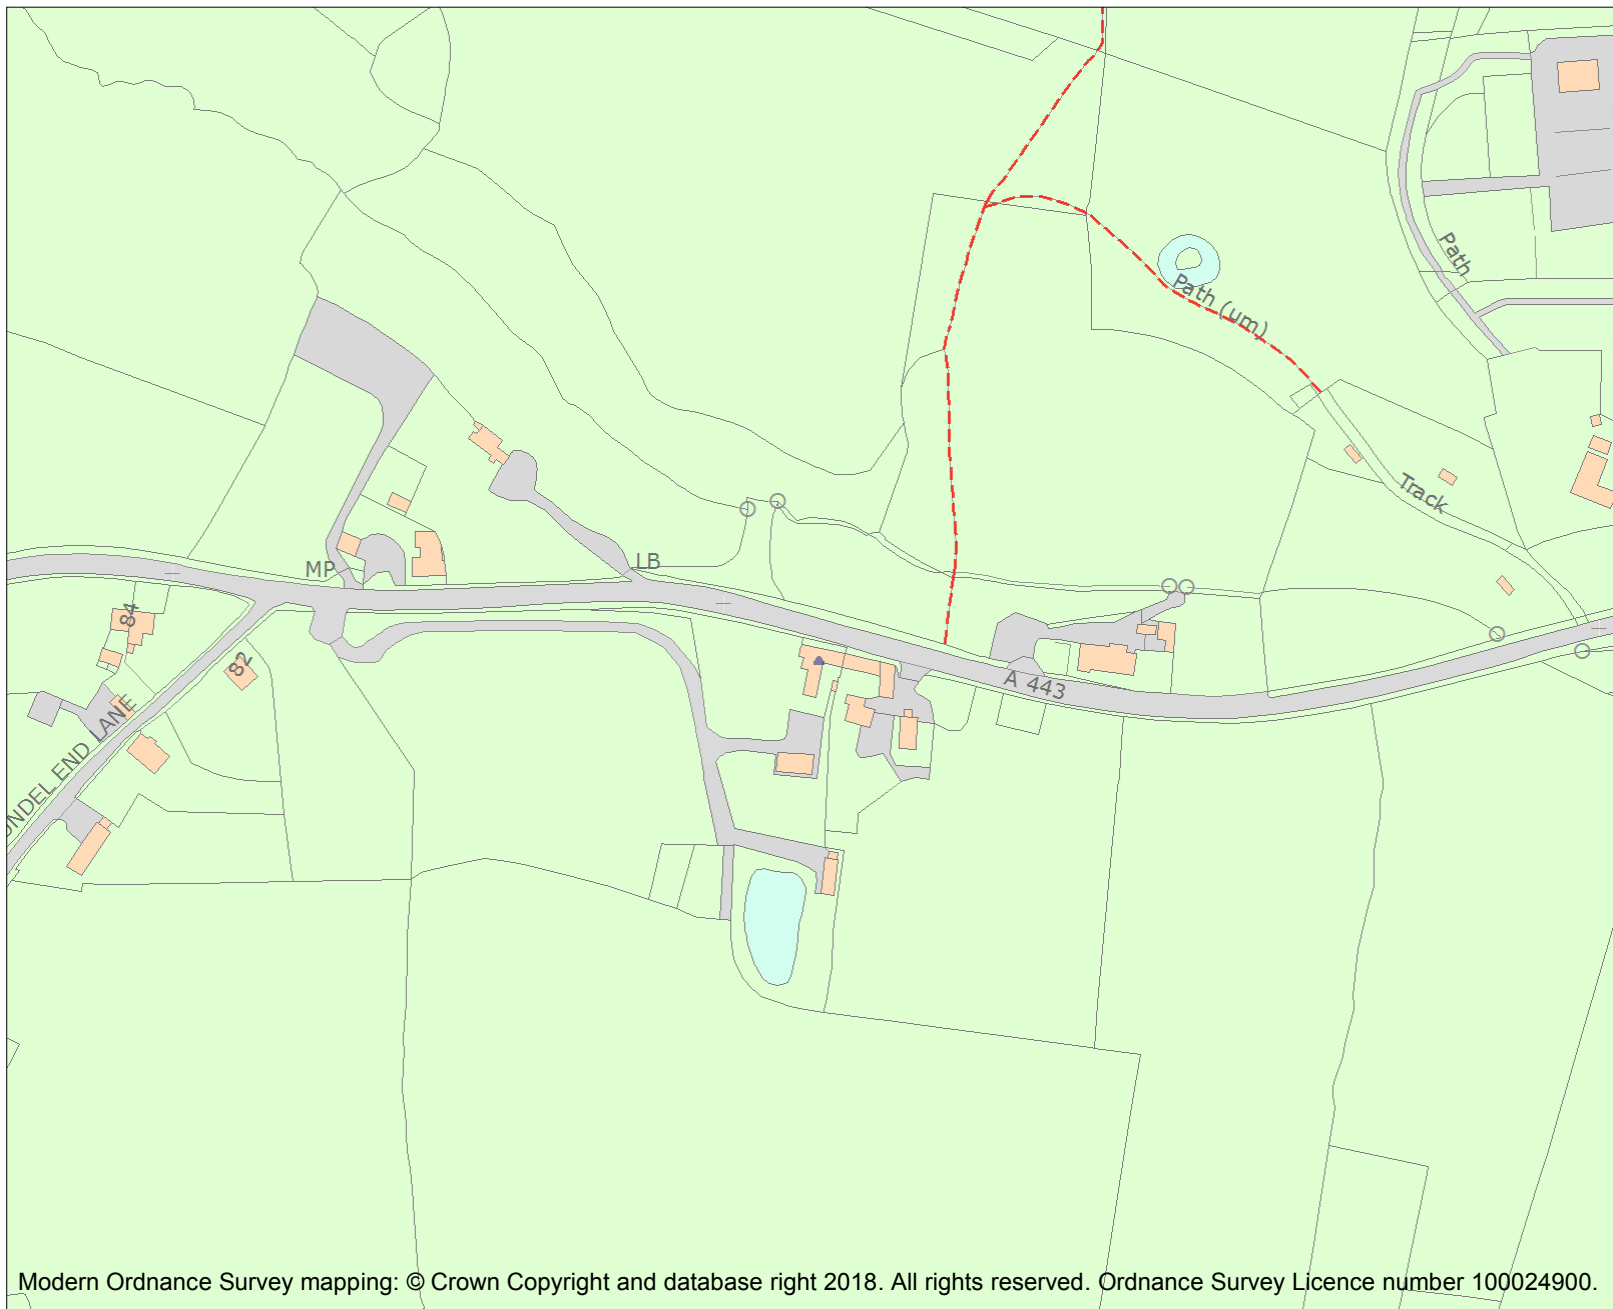 Path
Path (um)
Track
MP
LB
84
82
A 443
END LANE
Modern Ordnance Survey mapping: © Crown Copyright and database right 2018. All rights reserved. Ordnance Survey Licence number 100024900.